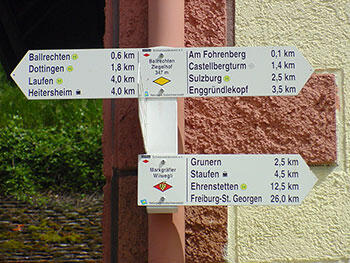 Ballrechten 0,6 km
Dottingen 1,8 km
Laufen 4,0 km
Heitersheim 4,0 km
Ballrechten
Ziegelhof
347 m
Am Fohrenberg 0,1 km
Castellbergturm 1,4 km
Sulzburg 2,5 km
Enggründlekopf 3,5 km
Markgräfler
Wiiwegli
Grunern 2,5 km
Staufen 4,5 km
Ehrenstetten 12,5 km
Freiburg-St. Georgen 26,0 km